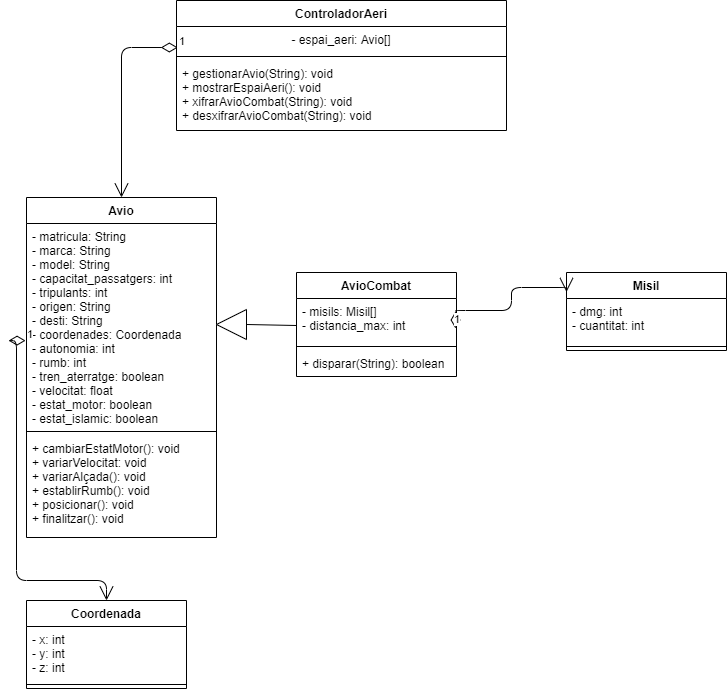 ControladorAeri
- espai_aeri: Avio[]
1
+ gestionarAvio(String): void
+ mostrarEspaiAeri(): void
+ xifrarAvioCombat(String): void
+ desxifrarAvioCombat(String): void
Avio
- matricula: String
- marca: String
- model: String
- capacitat_passatgers: int
- tripulants: int
- origen: String
- desti: String
- coordenades: Coordenada
1
- autonomia: int
- rumb: int
- tren_aterratge: boolean
- velocitat: float
- estat_motor: boolean
- estat_islamic: boolean
+ cambiarEstatMotor(): void
+ variarVelocitat: void
+ variarAlçada(): void
+ establirRumb(): void
+ posicionar(): void
+ finalitzar(): void
AvioCombat
- misils: Misil[]
- distancia_max: int
1
+ disparar(String): boolean
Misil
- dmg: int
- cuantitat: int
Coordenada
- x: int
- y: int
- z: int